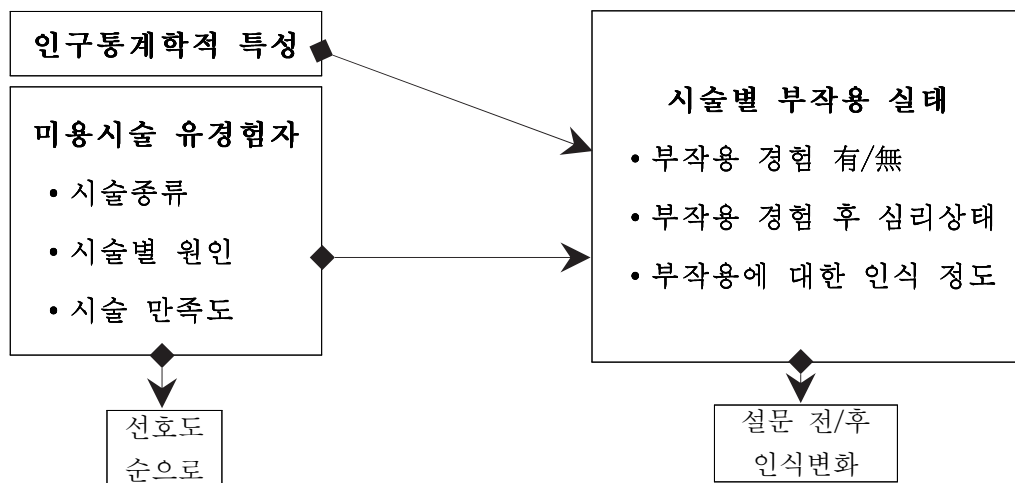 인구통계학적 특성
미용시술 유경험자
• 시술종류
• 시술별 원인
• 시술 만족도
선호도
순으로
시술별 부작용 실태
• 부작용 경험 有/無
• 부작용 경험 후 심리상태
• 부작용에 대한 인식 정도
설문 전/후
인식변화